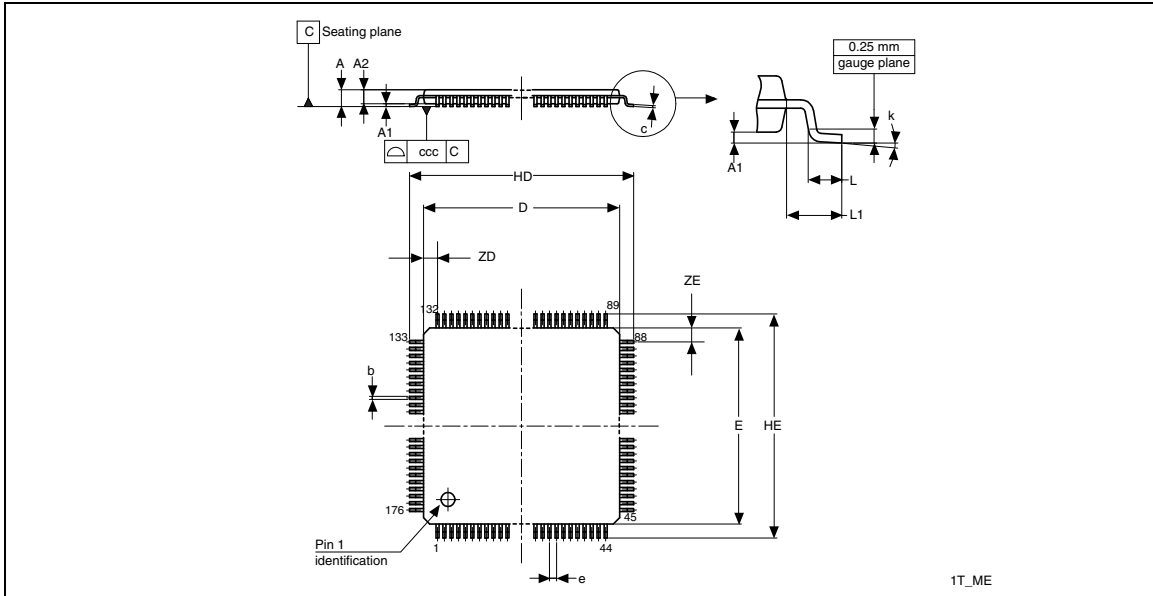 C Seating plane
0.25 mm
gauge plane
A A2
k
A1
c
ccc C
A1
L
HD
L1
D
ZD
ZE
132
89
133
88
b
E
HE
176
45
Pin 1
identification
1
44
e
1T_ME